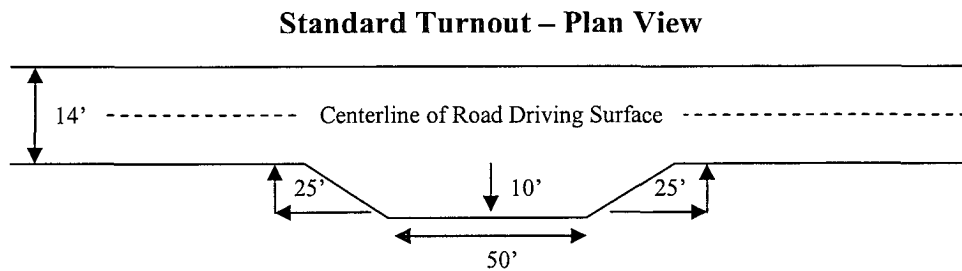 Standard Turnout – Plan View
14’
Centerline of Road Driving Surface
25’
10’
25’
50’